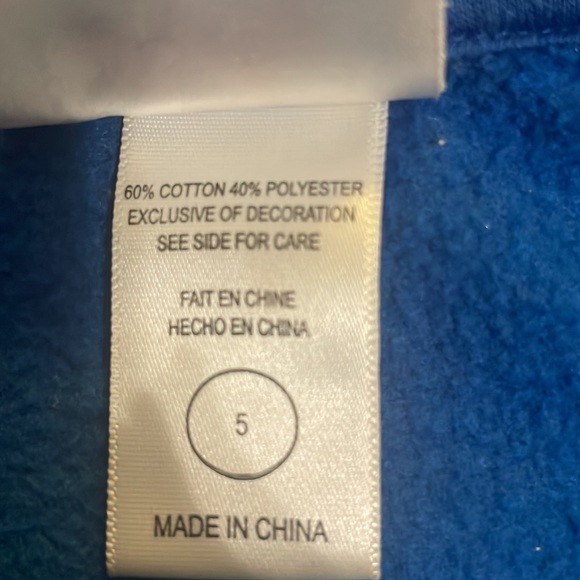 60% COTTON 40% POLYESTER
EXCLUSIVE OF DECORATION
SEE SIDE FOR CARE
FAIT EN CHINE
HECHO EN CHINA
5
MADE IN CHINA